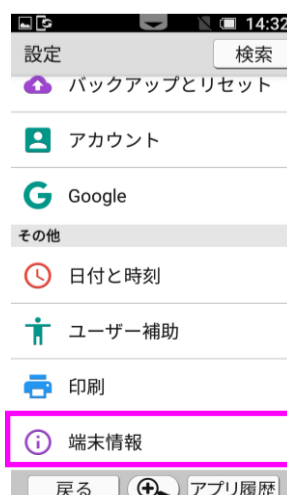 14:32
設定
検索
バックアップとリセット
アカウント
Google
その他
日付と時刻
ユーザー補助
印刷
端末情報
戻る
アプリ履歴